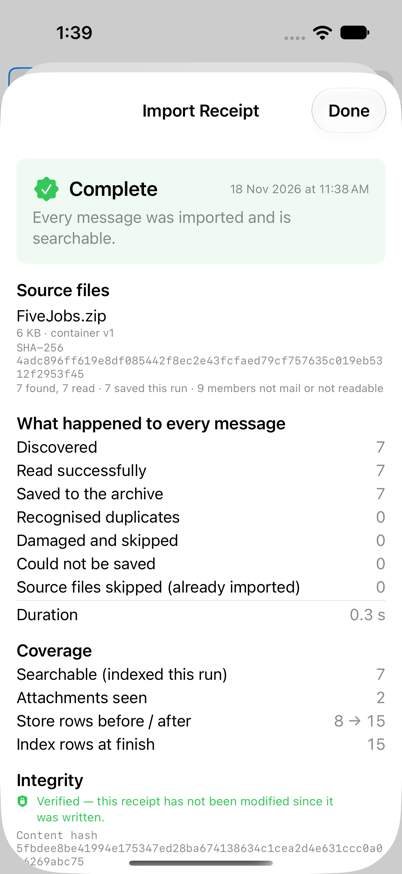 1:39
Import Receipt
Done
Complete
18 Nov 2026 at 11:38 AM
Every message was imported and is
searchable.
Source files
FiveJobs.zip
6 KB · container v1
SHA-256
4adc896ff619e8df085442f8ec2e43fcfaed79cf757635c019eb53
12f2953f45
7 found, 7 read · 7 saved this run · 9 members not mail or not readable
What happened to every message
Discovered 7
Read successfully 7
Saved to the archive 7
Recognised duplicates 0
Damaged and skipped 0
Could not be saved 0
Source files skipped (already imported) 0
Duration 0.3 s
Coverage
Searchable (indexed this run) 7
Attachments seen 2
Store rows before / after 8 → 15
Index rows at finish 15
Integrity
Verified — this receipt has not been modified since it
was written.
Content hash
5fbdee8be41994e175347ed28ba674138634c1cea2d4e631ccc0a0
6269abc75